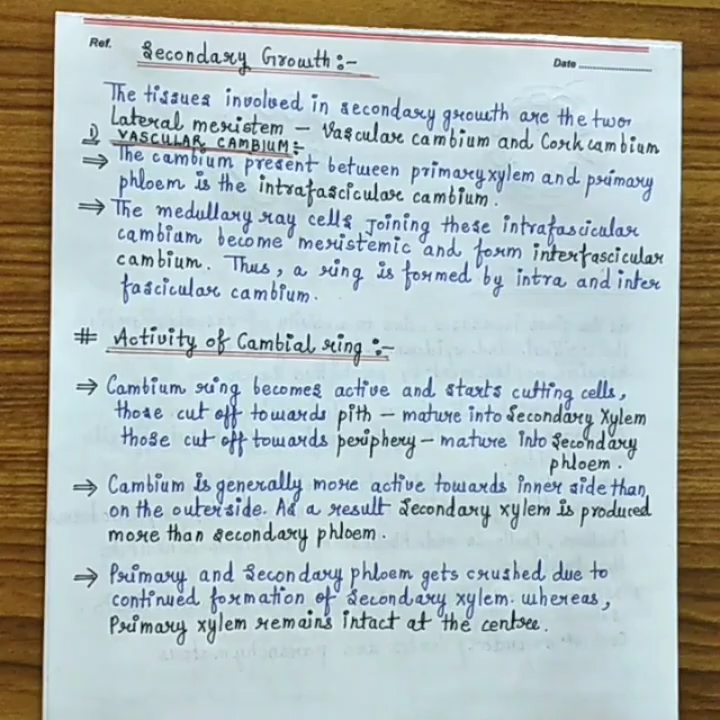 Ref.
Secondary Growth :-
Date
The tissues involved in secondary growth are the two
Lateral meristem - Vascular cambium and Cork cambium
1) VASCULAR CAMBIUM:-
⇒ The cambium present between primary xylem and primary
phloem is the intrafascicular cambium.
⇒ The medullary ray cells joining these intrafascicular
cambium become meristemic and form interfascicular
cambium. Thus, a ring is formed by intra and inter
fascicular cambium.
# Activity of Cambial ring :-
⇒ Cambium ring becomes active and starts cutting cells,
those cut off towards pith - mature into Secondary Xylem
those cut off towards periphery - mature into Secondary
phloem.
⇒ Cambium is generally more active towards inner side than
on the outerside. As a result Secondary xylem is produced
more than secondary phloem.
⇒ Primary and Secondary phloem gets crushed due to
continued formation of Secondary xylem. whereas,
Primary xylem remains intact at the centre.